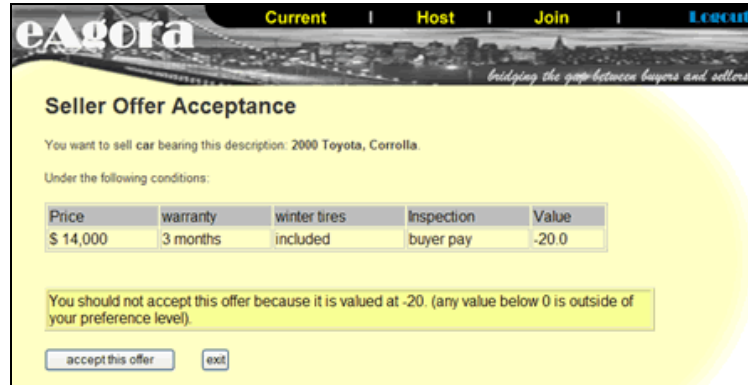 Current | Host | Join | Logout
eAgora
bridging the gap between buyers and sellers
Seller Offer Acceptance
You want to sell car bearing this description: 2000 Toyota, Corrolla.
Under the following conditions:
Price warranty winter tires Inspection Value
$ 14,000 3 months included buyer pay -20.0
You should not accept this offer because it is valued at -20. (any value below 0 is outside of
your preference level).
accept this offer exit